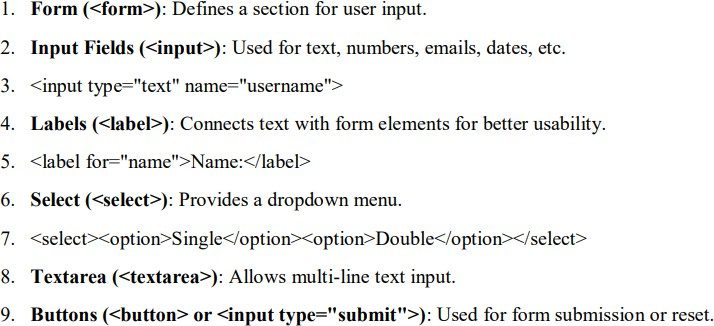 1. Form (<form>): Defines a section for user input.
2. Input Fields (<input>): Used for text, numbers, emails, dates, etc.
3. <input type="text" name="username">
4. Labels (<label>): Connects text with form elements for better usability.
5. <label for="name">Name:</label>
6. Select (<select>): Provides a dropdown menu.
7. <select><option>Single</option><option>Double</option></select>
8. Textarea (<textarea>): Allows multi-line text input.
9. Buttons (<button> or <input type="submit">): Used for form submission or reset.